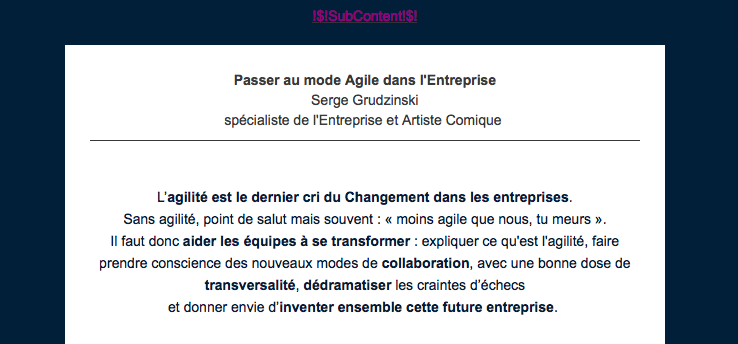 !$!SubContent!$!
Passer au mode Agile dans l'Entreprise
Serge Grudzinski
spécialiste de l'Entreprise et Artiste Comique
L’agilité est le dernier cri du Changement dans les entreprises.
Sans agilité, point de salut mais souvent : « moins agile que nous, tu meurs ».
Il faut donc aider les équipes à se transformer : expliquer ce qu'est l'agilité, faire
prendre conscience des nouveaux modes de collaboration, avec une bonne dose de
transversalité, dédramatiser les craintes d’échecs
et donner envie d’inventer ensemble cette future entreprise.